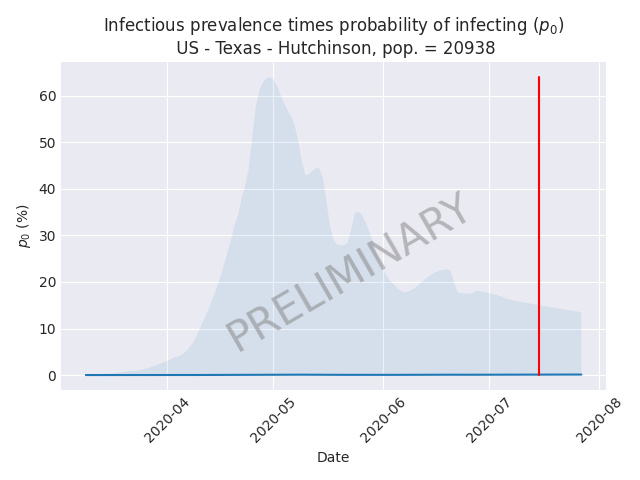 Infectious prevalence times probability of infecting (p₀)
US - Texas - Hutchinson, pop. = 20938
60
50
40
30
20
10
0
p₀ (%)
PRELIMINARY
2020-04
2020-05
2020-06
2020-07
2020-08
Date